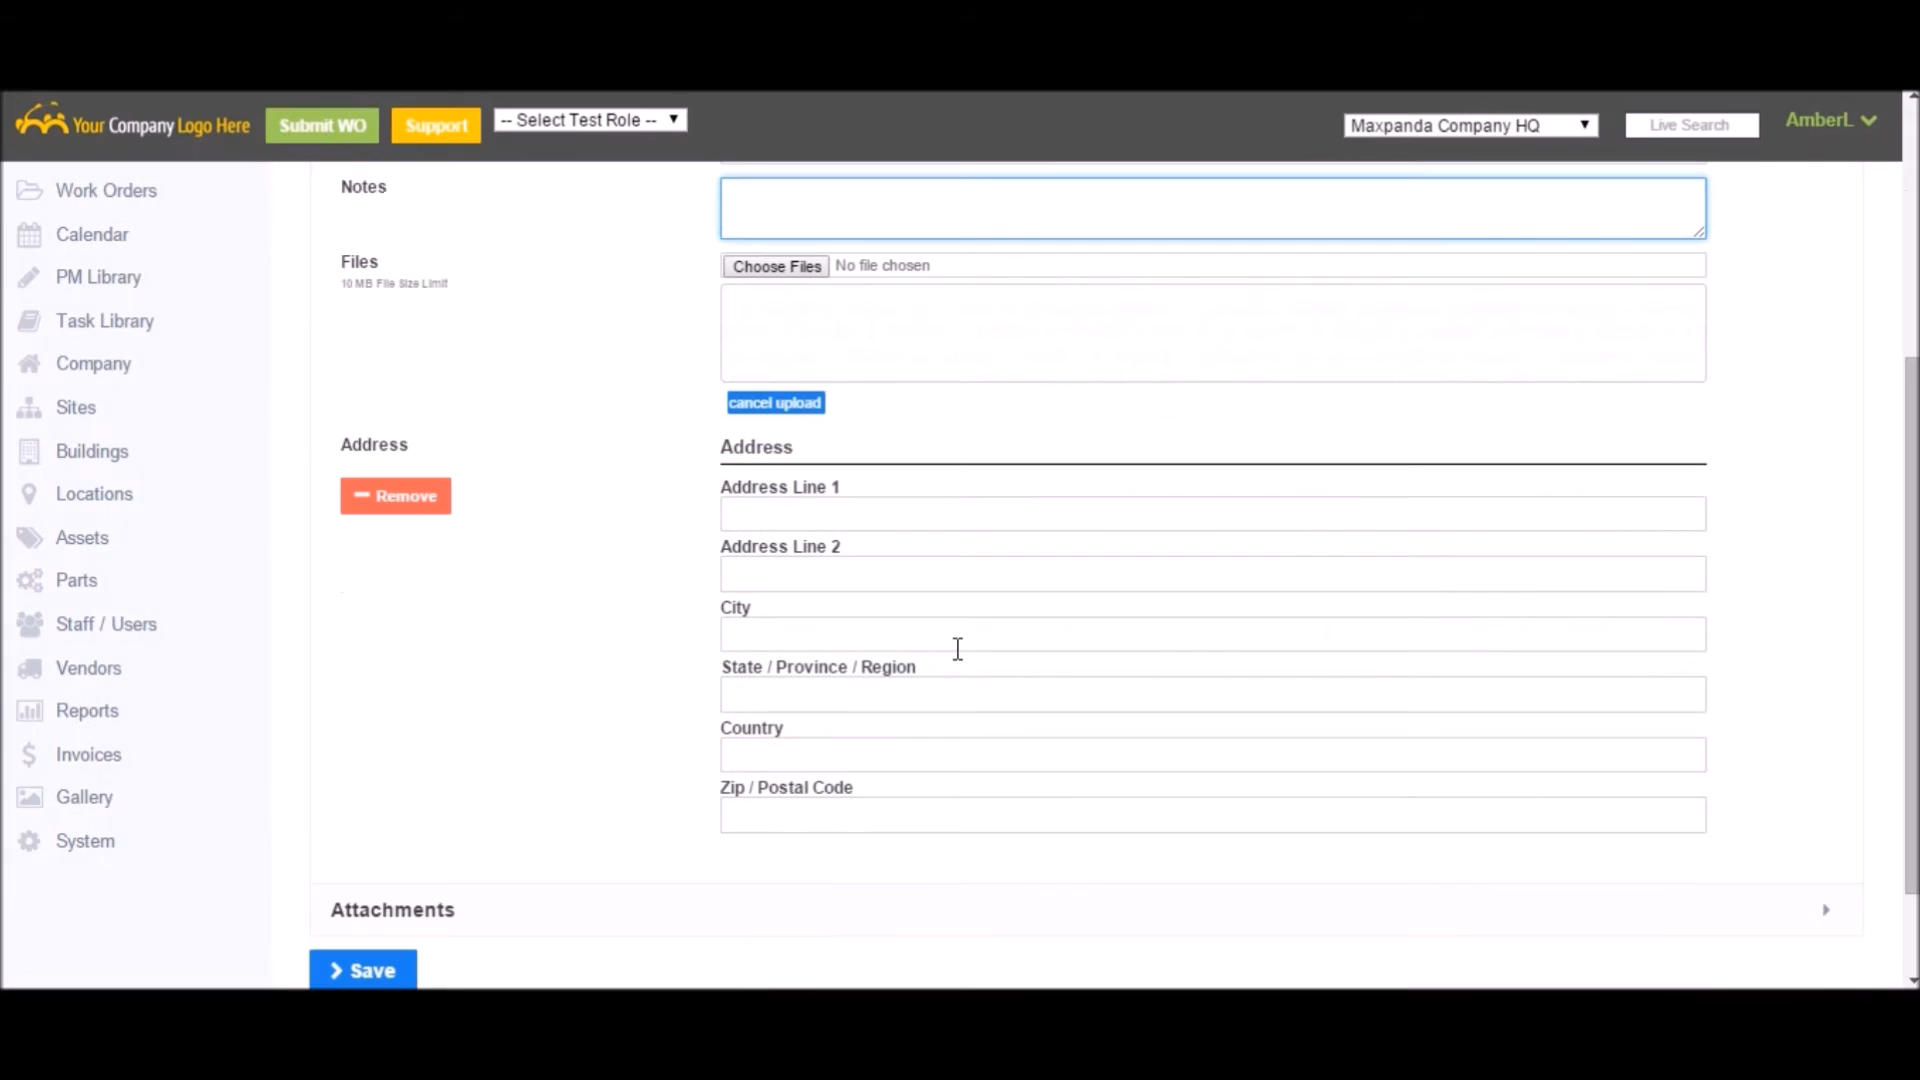 Your Company Logo Here
Submit WO
Support
-- Select Test Role --
Maxpanda Company HQ
Live Search
AmberL
Work Orders
Calendar
PM Library
Task Library
Company
Sites
Buildings
Locations
Assets
Parts
Staff / Users
Vendors
Reports
Invoices
Gallery
System
Notes
Files
10 MB File Size Limit
Choose Files No file chosen
cancel upload
Address
Remove
Address
Address Line 1
Address Line 2
City
State / Province / Region
Country
Zip / Postal Code
Attachments
Save